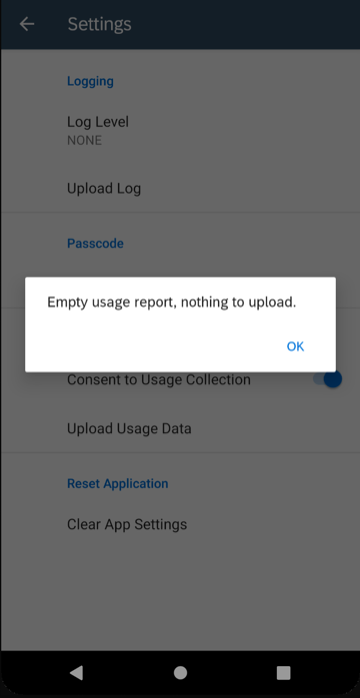 Settings
Logging
Log Level
NONE
Upload Log
Passcode
Empty usage report, nothing to upload.
OK
Consent to Usage Collection
Upload Usage Data
Reset Application
Clear App Settings